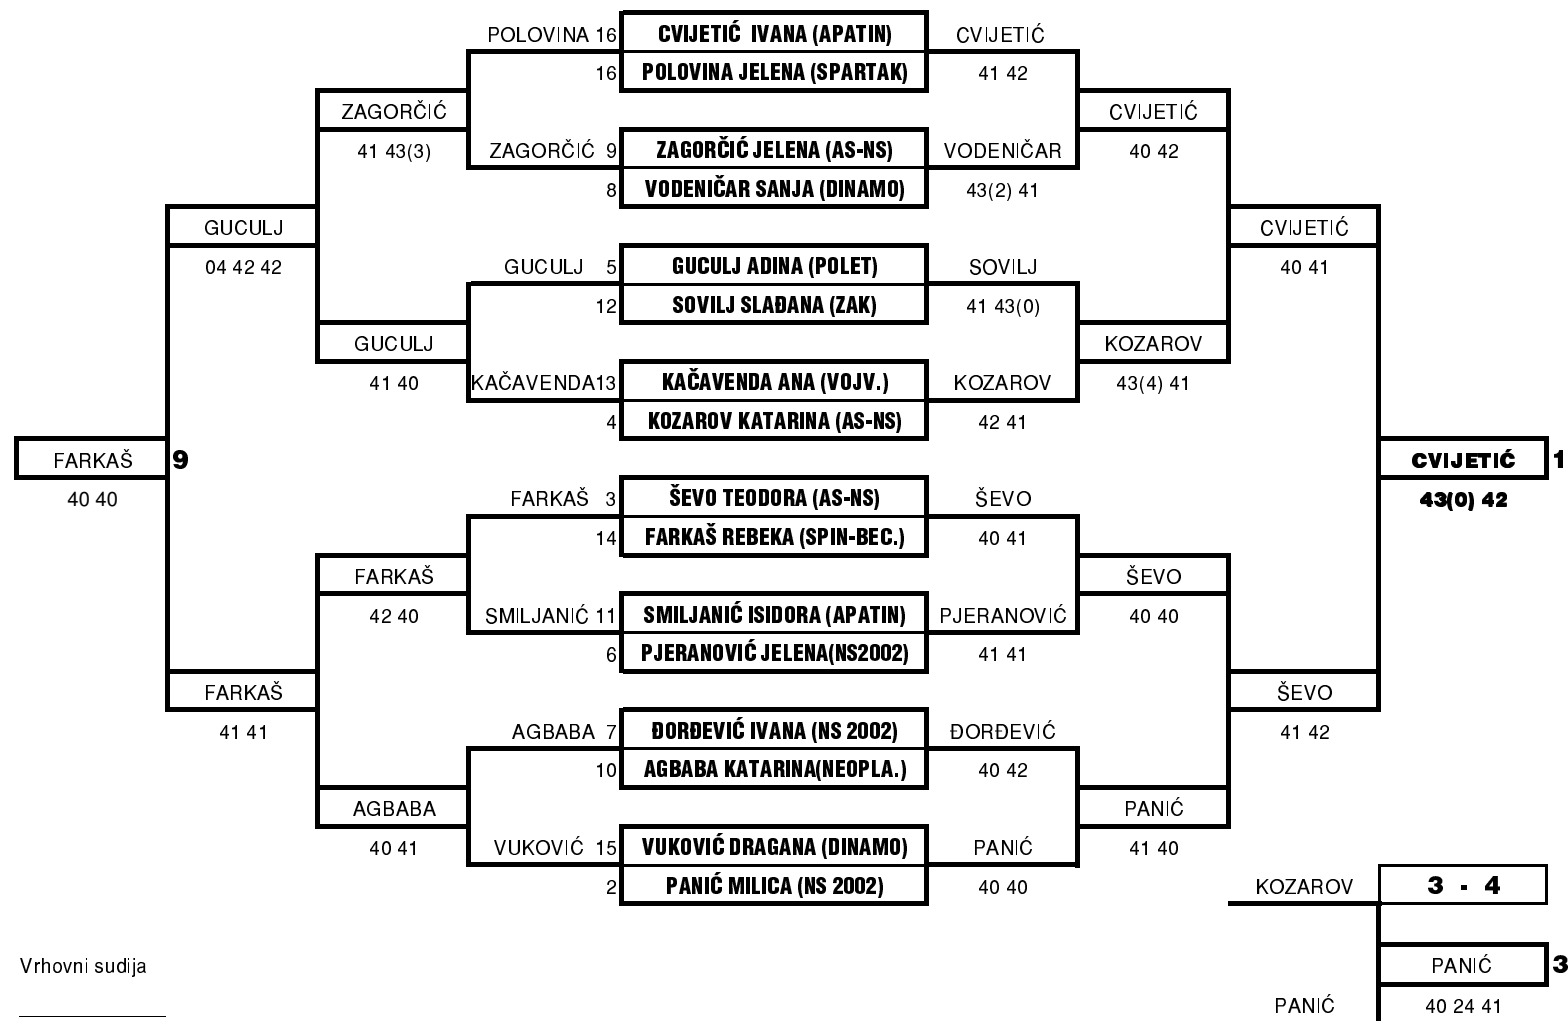 POLOVINA 16 CVIJETIĆ IVANA (APATIN) CVIJETIĆ
16 POLOVINA JELENA (SPARTAK) 41 42
ZAGORČIĆ CVIJETIĆ
41 43(3) ZAGORČIĆ 9 ZAGORČIĆ JELENA (AS-NS) VODENIČAR 40 42
8 VODENIČAR SANJA (DINAMO) 43(2) 41
GUCULJ CVIJETIĆ
04 42 42 GUCULJ 5 GUCULJ ADINA (POLET) SOVILJ 40 41
12 SOVILJ SLAĐANA (ZAK) 41 43(0)
GUCULJ KOZAROV
41 40 KAČAVENDA13 KAČAVENDA ANA (VOJV.) KOZAROV 43(4) 41
4 KOZAROV KATARINA (AS-NS) 42 41
FARKAŠ 9 CVIJETIĆ 1
40 40 FARKAŠ 3 ŠEVO TEODORA (AS-NS) ŠEVO 43(0) 42
14 FARKAŠ REBEKA (SPIN-BEC.) 40 41
FARKAŠ ŠEVO
42 40 SMILJANIĆ 11 SMILJANIĆ ISIDORA (APATIN) PJERANOVIĆ 40 40
6 PJERANOVIĆ JELENA(NS2002) 41 41
FARKAŠ ŠEVO
41 41 AGBABA 7 ĐORĐEVIĆ IVANA (NS 2002) ĐORĐEVIĆ 41 42
10 AGBABA KATARINA(NEOPLA.) 40 42
AGBABA PANIĆ
40 41 VUKOVIĆ 15 VUKOVIĆ DRAGANA (DINAMO) PANIĆ 41 40
2 PANIĆ MILICA (NS 2002) 40 40 KOZAROV 3 - 4
Vrhovni sudija PANIĆ 3
PANIĆ 40 24 41